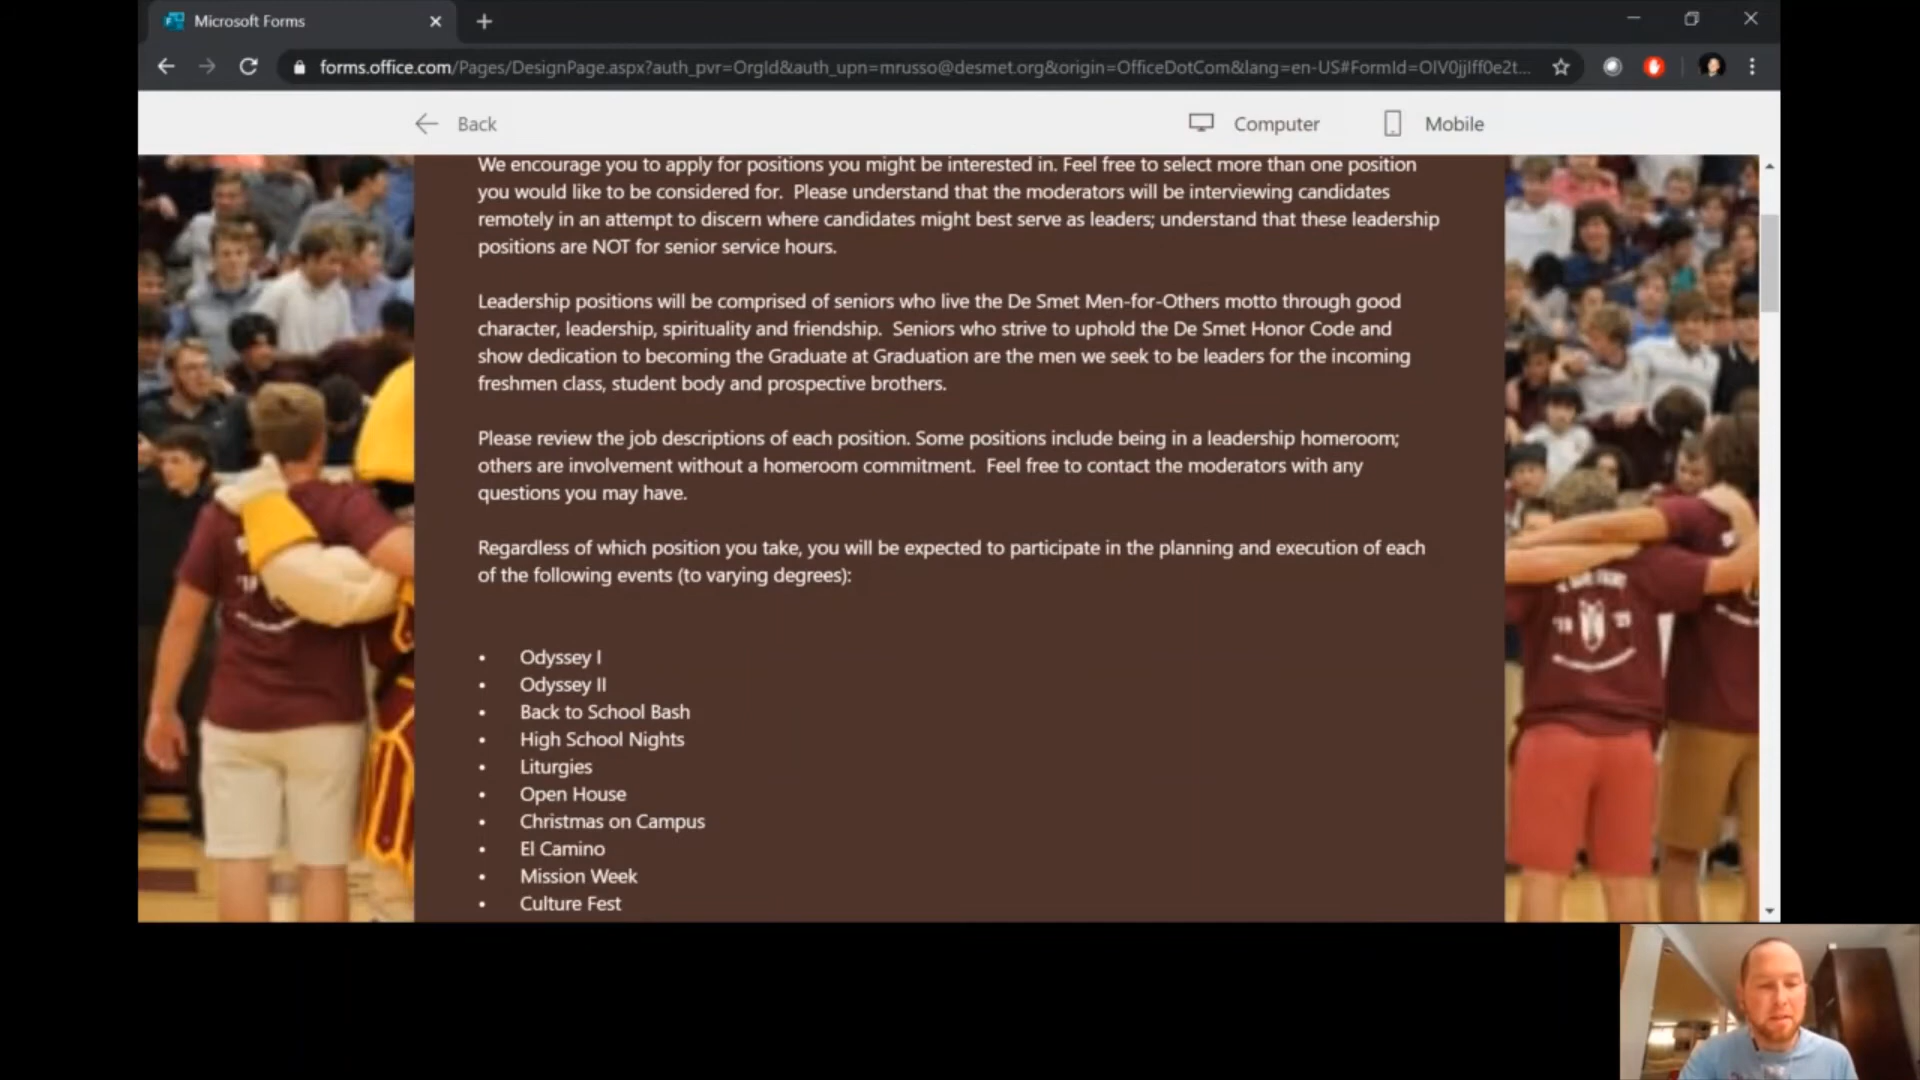 Microsoft Forms
forms.office.com/Pages/DesignPage.aspx?auth_pvr=OrgId&auth_upn=mrusso@desmet.org&origin=OfficeDotCom&lang=en-US#FormId=OIV0jjIff0e2t...
Back
Computer
Mobile
We encourage you to apply for positions you might be interested in. Feel free to select more than one position
you would like to be considered for.  Please understand that the moderators will be interviewing candidates
remotely in an attempt to discern where candidates might best serve as leaders; understand that these leadership
positions are NOT for senior service hours.
Leadership positions will be comprised of seniors who live the De Smet Men-for-Others motto through good
character, leadership, spirituality and friendship.  Seniors who strive to uphold the De Smet Honor Code and
show dedication to becoming the Graduate at Graduation are the men we seek to be leaders for the incoming
freshmen class, student body and prospective brothers.
Please review the job descriptions of each position. Some positions include being in a leadership homeroom;
others are involvement without a homeroom commitment.  Feel free to contact the moderators with any
questions you may have.
Regardless of which position you take, you will be expected to participate in the planning and execution of each
of the following events (to varying degrees):
• Odyssey I
• Odyssey II
• Back to School Bash
• High School Nights
• Liturgies
• Open House
• Christmas on Campus
• El Camino
• Mission Week
• Culture Fest